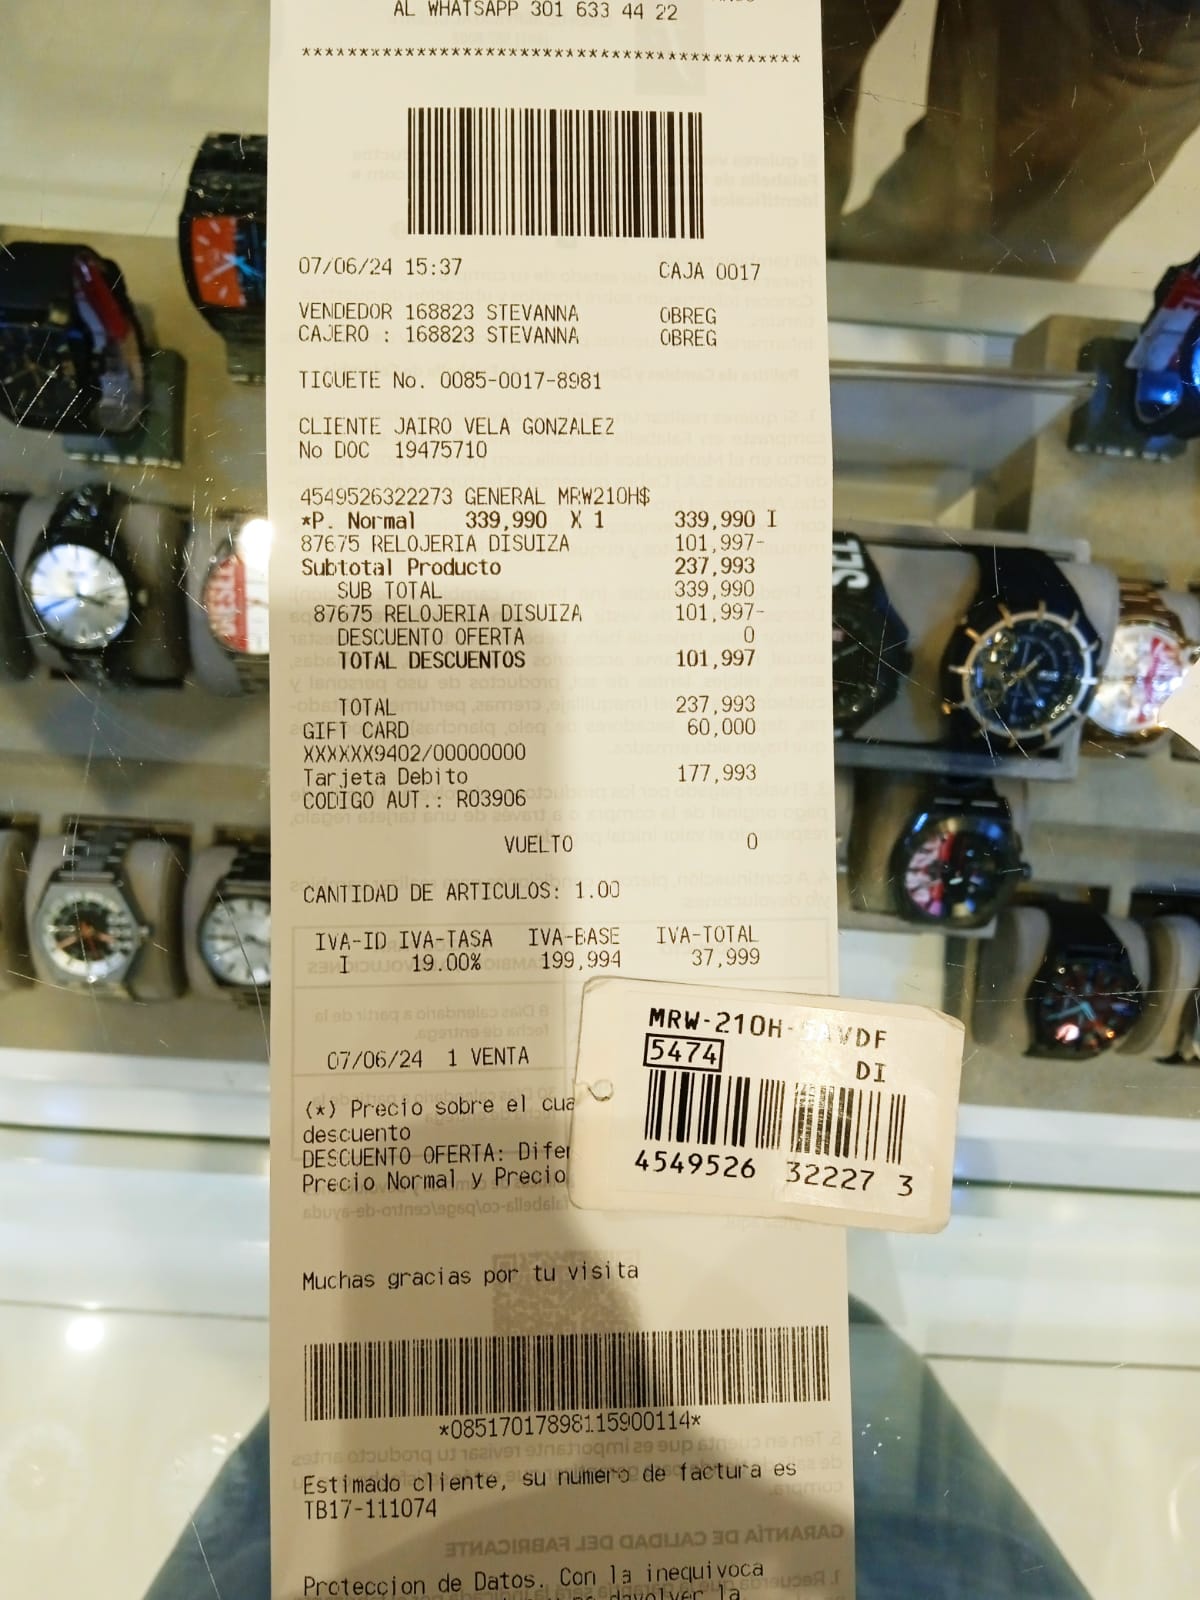 AL WHATSAPP 301 633 44 22
****************************************
07/06/24 15:37 CAJA 0017
VENDEDOR 168823 STEVANNA OBREG
CAJERO : 168823 STEVANNA OBREG
TIQUETE No. 0085-0017-8981
CLIENTE JAIRO VELA GONZALEZ
No DOC 19475710
4549526322273 GENERAL MRW210H$
*P. Normal 339,990 X 1 339,990 I
87675 RELOJERIA DISUIZA 101,997-
Subtotal Producto 237,993
SUB TOTAL 339,990
87675 RELOJERIA DISUIZA 101,997-
DESCUENTO OFERTA 0
TOTAL DESCUENTOS 101,997
TOTAL 237,993
GIFT CARD 60,000
XXXXXX9402/00000000
Tarjeta Debito 177,993
CODIGO AUT.: R03906
VUELTO 0
CANTIDAD DE ARTICULOS: 1.00
IVA-ID IVA-TASA IVA-BASE IVA-TOTAL
I 19.00% 199,994 37,999
07/06/24 1 VENTA
(*) Precio sobre el cua
descuento
DESCUENTO OFERTA: Difer
Precio Normal y Precio
MRW-210H-
5474
DI
4549526 32227 3
Muchas gracias por tu visita
*08517017898115900114*
Estimado cliente, su numero de factura es
TB17-111074
Proteccion de Datos. Con la inequivoca